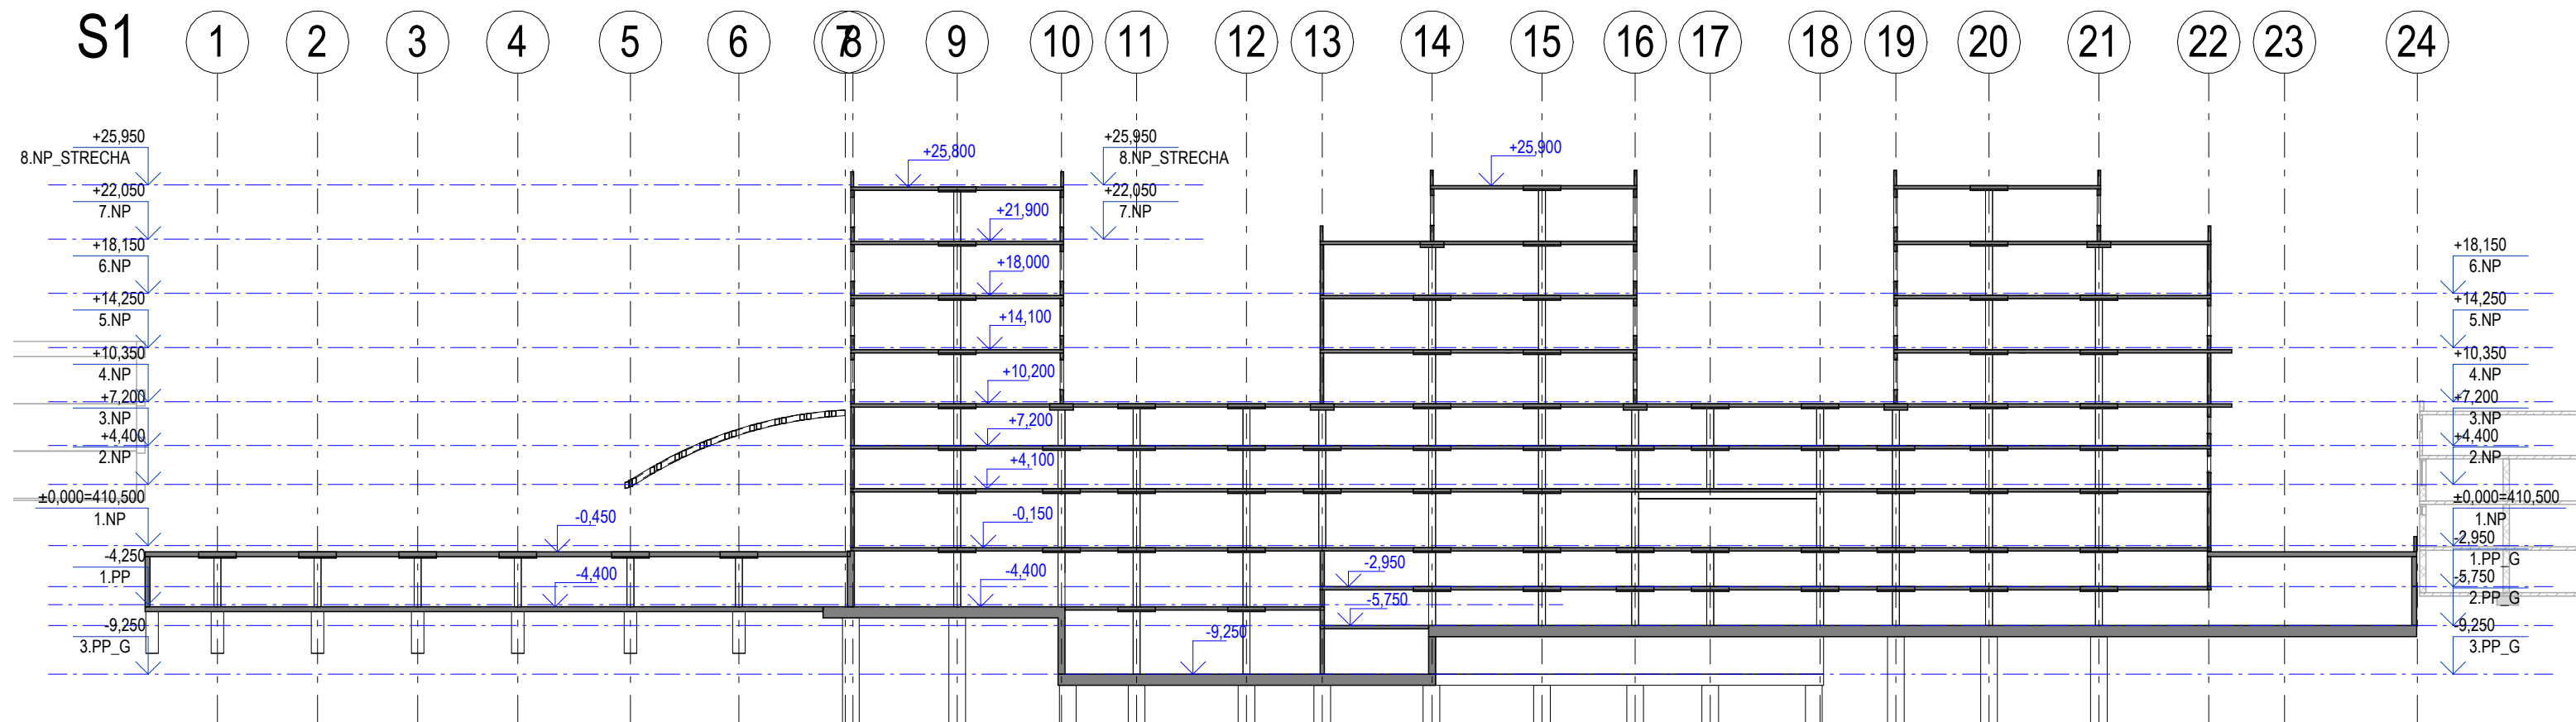 S1 1 2 3 4 5 6 7 8 9 10 11 12 13 14 15 16 17 18 19 20 21 22 23 24
+25,950
8.NP_STRECHA
+22,050
7.NP
+18,150
6.NP
+14,250
5.NP
+10,350
4.NP
+7,200
3.NP
+4,400
2.NP
±0,000=410,500
1.NP
-4,250
1.PP
-9,250
3.PP_G
-0,450
-4,400
+25,800
+21,900
+18,000
+14,100
+10,200
+7,200
+4,100
-0,150
-4,400
+25,950
8.NP_STRECHA
+22,050
7.NP
-9,250
+25,900
-2,950
-5,750
+18,150
6.NP
+14,250
5.NP
+10,350
4.NP
+7,200
3.NP
+4,400
2.NP
±0,000=410,500
1.NP
-2,950
1.PP_G
-5,750
2.PP_G
-9,250
3.PP_G